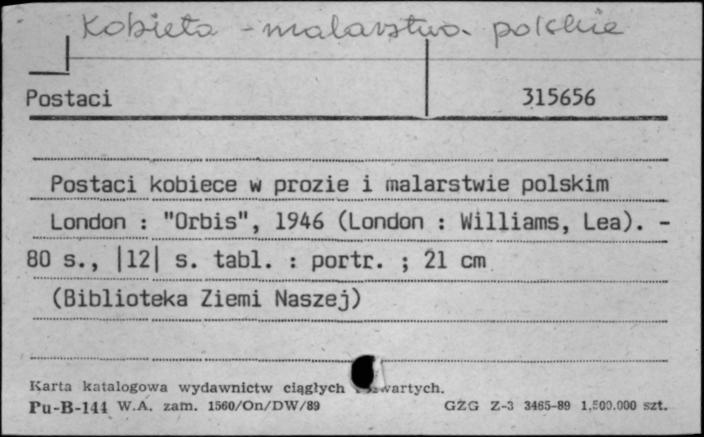 Kobieta - malarstwo polskie
Postaci 315656
Postaci kobiece w prozie i malarstwie polskim
London : "Orbis", 1946 (London : Williams, Lea). -
80 s., |12| s. tabl. : portr. ; 21 cm
(Biblioteka Ziemi Naszej)
Karta katalogowa wydawnictw ciągłych
Pu-B-144 W.A. zam. 1560/On/DW/89 GZG Z-3 3465-89 1,500.000 szt.